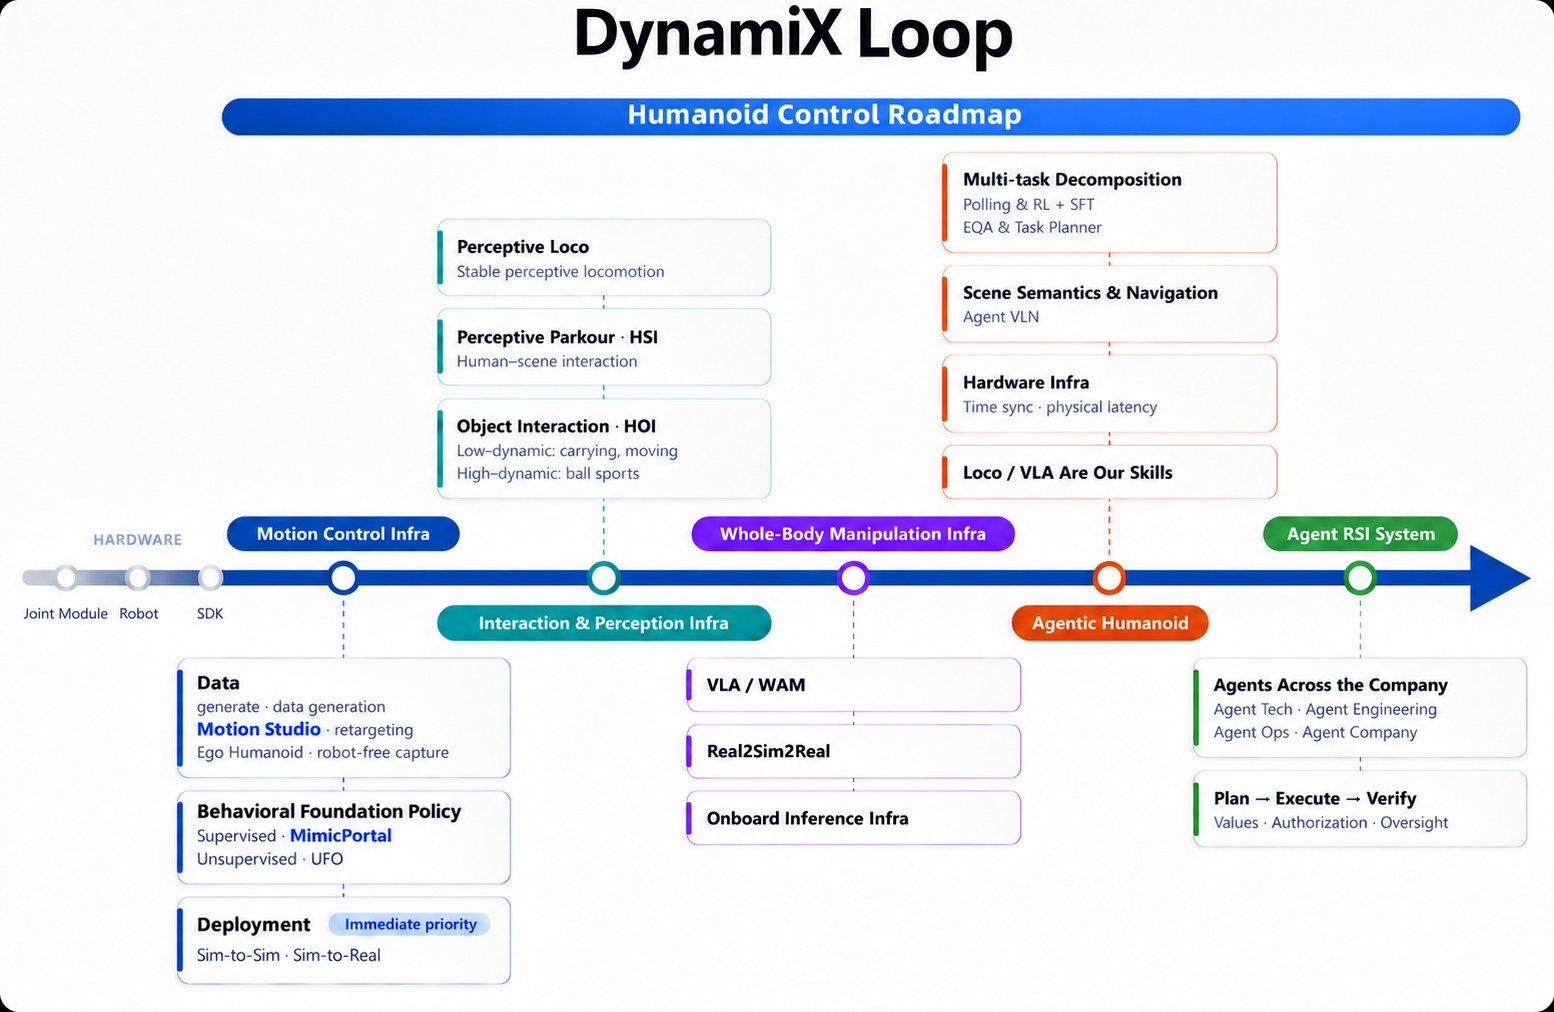 DynamiX Loop
Humanoid Control Roadmap
Perceptive Loco
Stable perceptive locomotion
Perceptive Parkour · HSI
Human–scene interaction
Object Interaction · HOI
Low–dynamic: carrying, moving
High–dynamic: ball sports
Multi-task Decomposition
Polling & RL + SFT
EQA & Task Planner
Scene Semantics & Navigation
Agent VLN
Hardware Infra
Time sync · physical latency
Loco / VLA Are Our Skills
HARDWARE
Motion Control Infra
Whole-Body Manipulation Infra
Agent RSI System
Joint Module
Robot
SDK
Interaction & Perception Infra
Agentic Humanoid
Data
generate · data generation
Motion Studio · retargeting
Ego Humanoid · robot-free capture
Behavioral Foundation Policy
Supervised · MimicPortal
Unsupervised · UFO
Deployment
Immediate priority
Sim-to-Sim · Sim-to-Real
VLA / WAM
Real2Sim2Real
Onboard Inference Infra
Agents Across the Company
Agent Tech · Agent Engineering
Agent Ops · Agent Company
Plan → Execute → Verify
Values · Authorization · Oversight